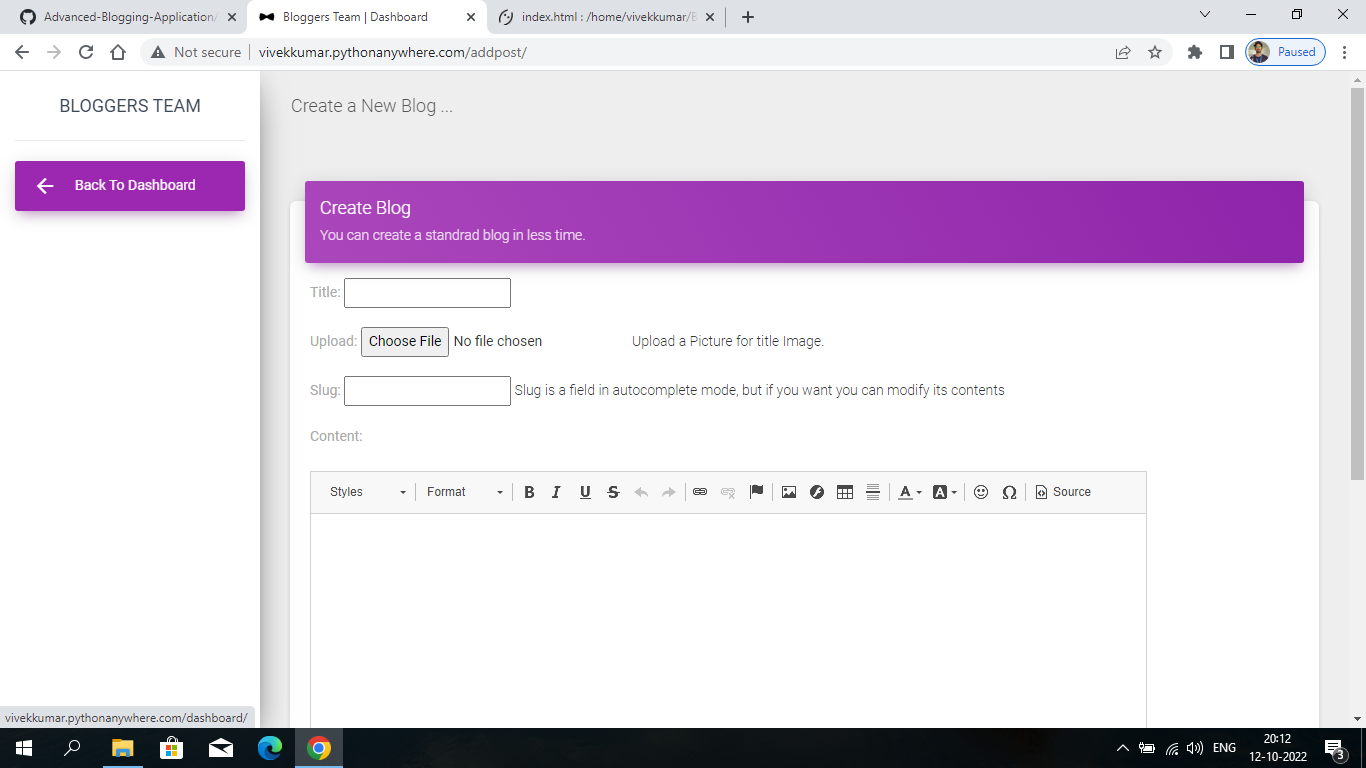 Advanced-Blogging-Application/
Bloggers Team | Dashboard
index.html : /home/vivekkumar/B
Not secure
vivekkumar.pythonanywhere.com/addpost/
Paused
BLOGGERS TEAM
Back To Dashboard
Create a New Blog ...
Create Blog
You can create a standrad blog in less time.
Title:
Upload: Choose File No file chosen Upload a Picture for title Image.
Slug: Slug is a field in autocomplete mode, but if you want you can modify its contents
Content:
Styles Format B I U S A A Ω Source
vivekkumar.pythonanywhere.com/dashboard/
ENG
20:12
12-10-2022
3